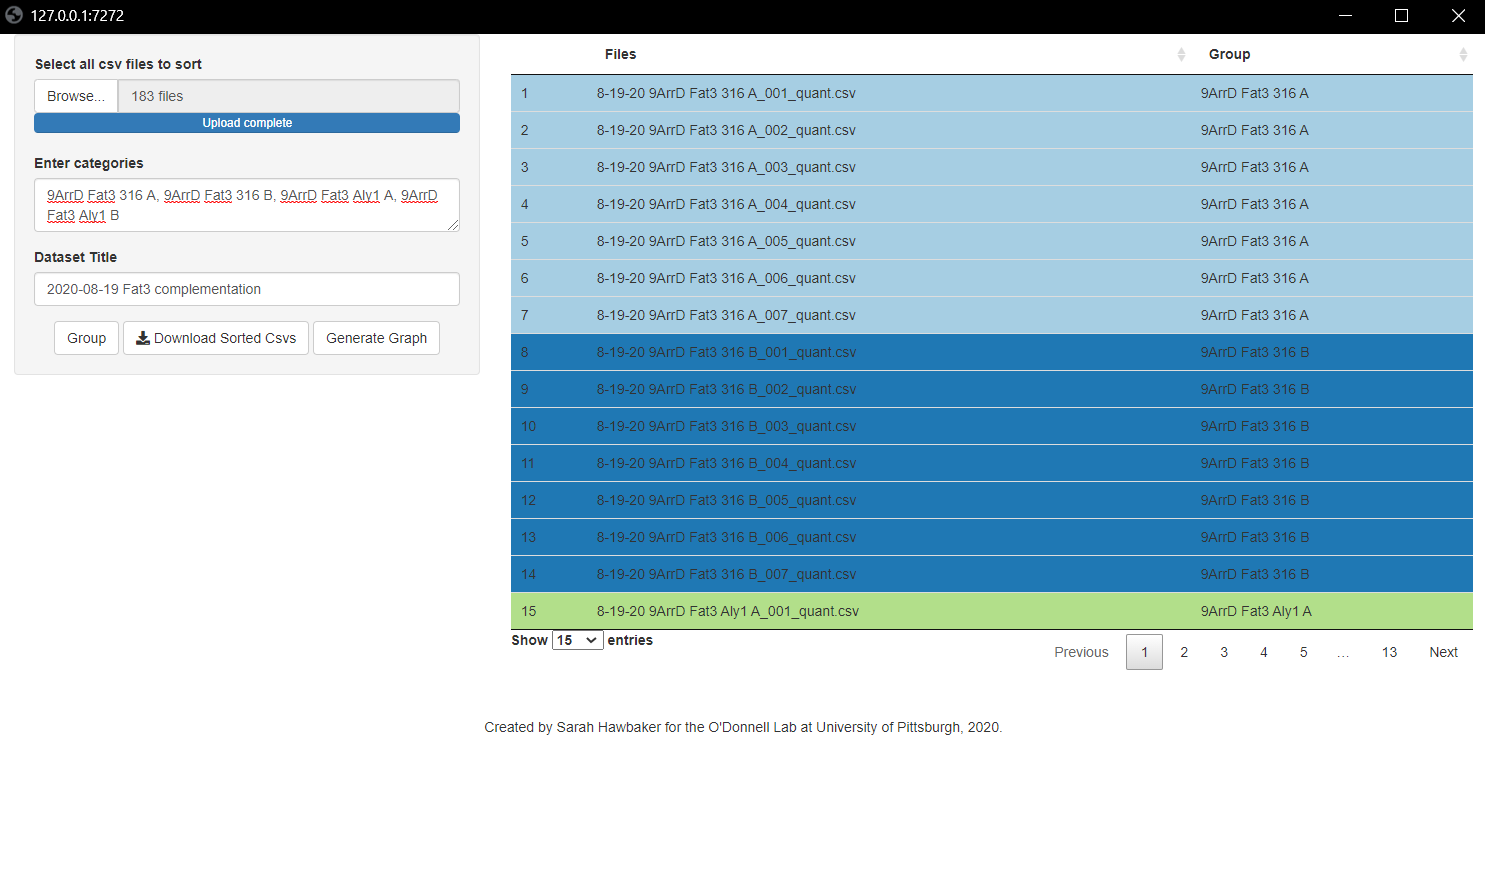 127.0.0.1:7272
Select all csv files to sort
Browse... 183 files
Upload complete
Enter categories
9ArrD Fat3 316 A, 9ArrD Fat3 316 B, 9ArrD Fat3 Aly1 A, 9ArrD
Fat3 Aly1 B
Dataset Title
2020-08-19 Fat3 complementation
Group Download Sorted Csvs Generate Graph
Files Group
1 8-19-20 9ArrD Fat3 316 A_001_quant.csv 9ArrD Fat3 316 A
2 8-19-20 9ArrD Fat3 316 A_002_quant.csv 9ArrD Fat3 316 A
3 8-19-20 9ArrD Fat3 316 A_003_quant.csv 9ArrD Fat3 316 A
4 8-19-20 9ArrD Fat3 316 A_004_quant.csv 9ArrD Fat3 316 A
5 8-19-20 9ArrD Fat3 316 A_005_quant.csv 9ArrD Fat3 316 A
6 8-19-20 9ArrD Fat3 316 A_006_quant.csv 9ArrD Fat3 316 A
7 8-19-20 9ArrD Fat3 316 A_007_quant.csv 9ArrD Fat3 316 A
8 8-19-20 9ArrD Fat3 316 B_001_quant.csv 9ArrD Fat3 316 B
9 8-19-20 9ArrD Fat3 316 B_002_quant.csv 9ArrD Fat3 316 B
10 8-19-20 9ArrD Fat3 316 B_003_quant.csv 9ArrD Fat3 316 B
11 8-19-20 9ArrD Fat3 316 B_004_quant.csv 9ArrD Fat3 316 B
12 8-19-20 9ArrD Fat3 316 B_005_quant.csv 9ArrD Fat3 316 B
13 8-19-20 9ArrD Fat3 316 B_006_quant.csv 9ArrD Fat3 316 B
14 8-19-20 9ArrD Fat3 316 B_007_quant.csv 9ArrD Fat3 316 B
15 8-19-20 9ArrD Fat3 Aly1 A_001_quant.csv 9ArrD Fat3 Aly1 A
Show 15 entries
Previous 1 2 3 4 5 … 13 Next
Created by Sarah Hawbaker for the O'Donnell Lab at University of Pittsburgh, 2020.